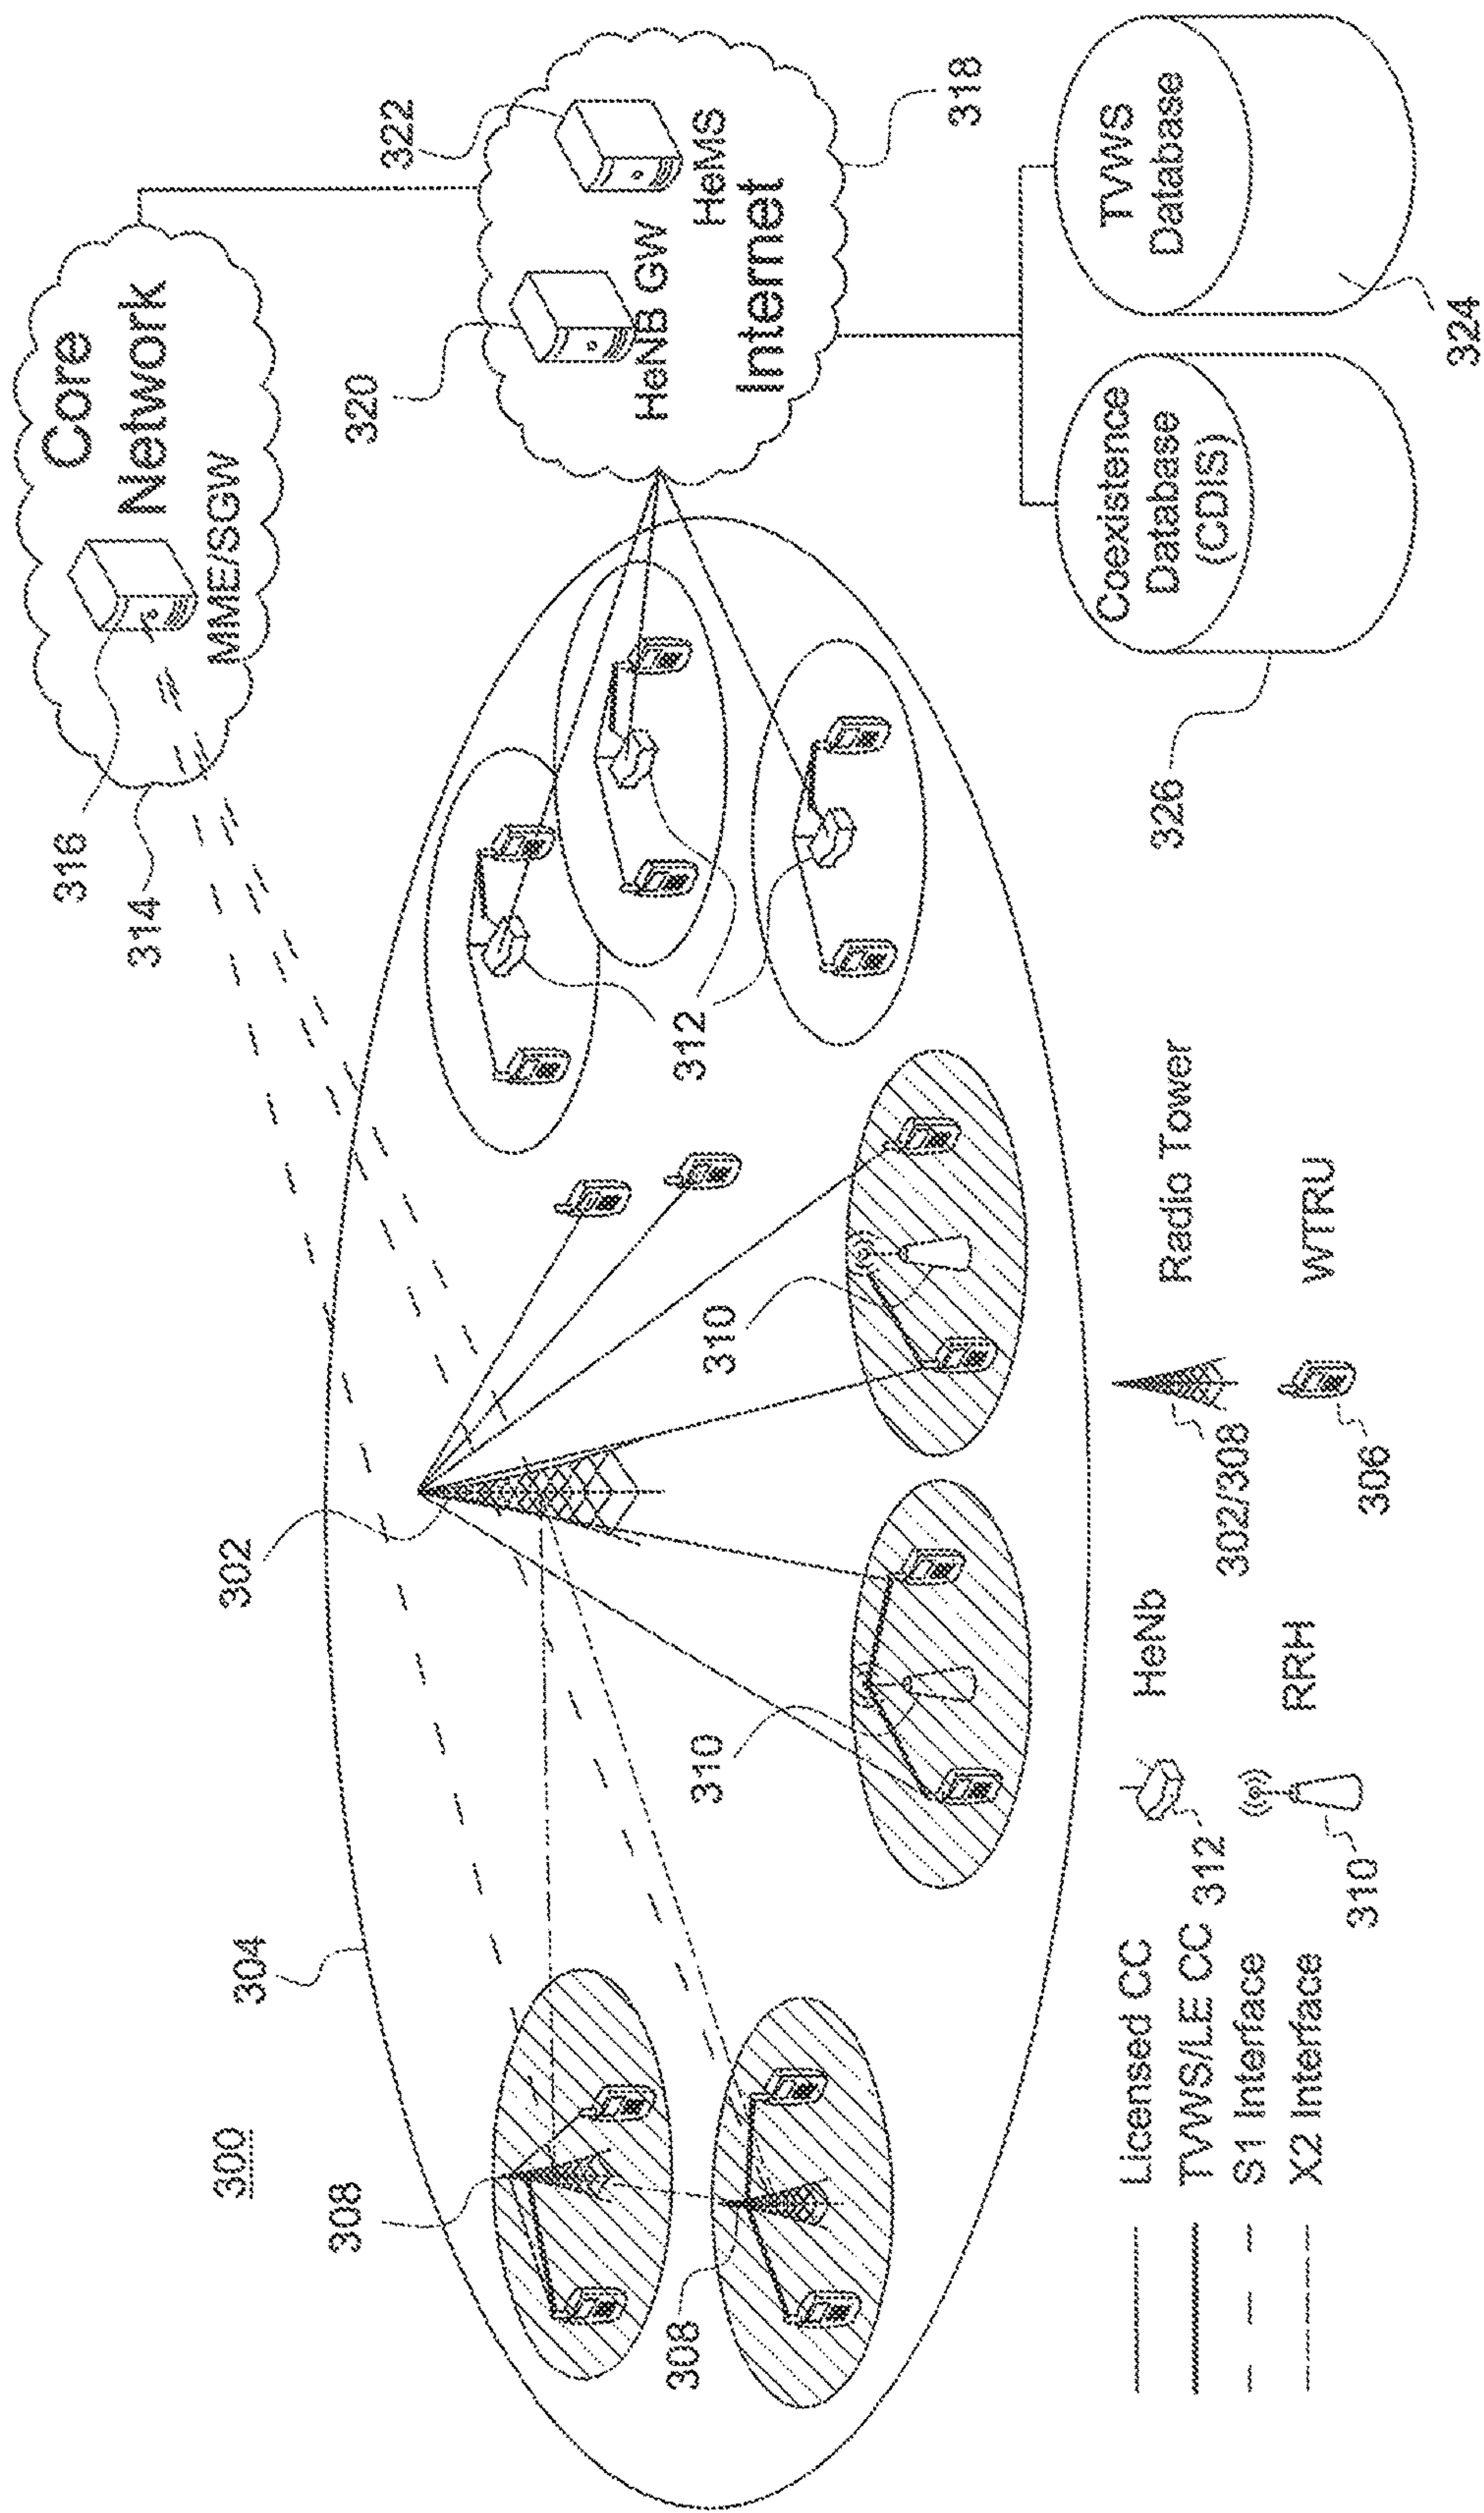 300
304
302
308
308
310
310
312
314
316
Core
Network
MME/SGW
320
322
HeNB GW
HeMS
Internet
318
Coexistence
Database
(CDIS)
326
TVWS
Database
324
Licensed CC
TVWS/LE CC
S1 Interface
X2 Interface
312
HeNb
310
RRH
302/308
Radio Tower
306
WTRU